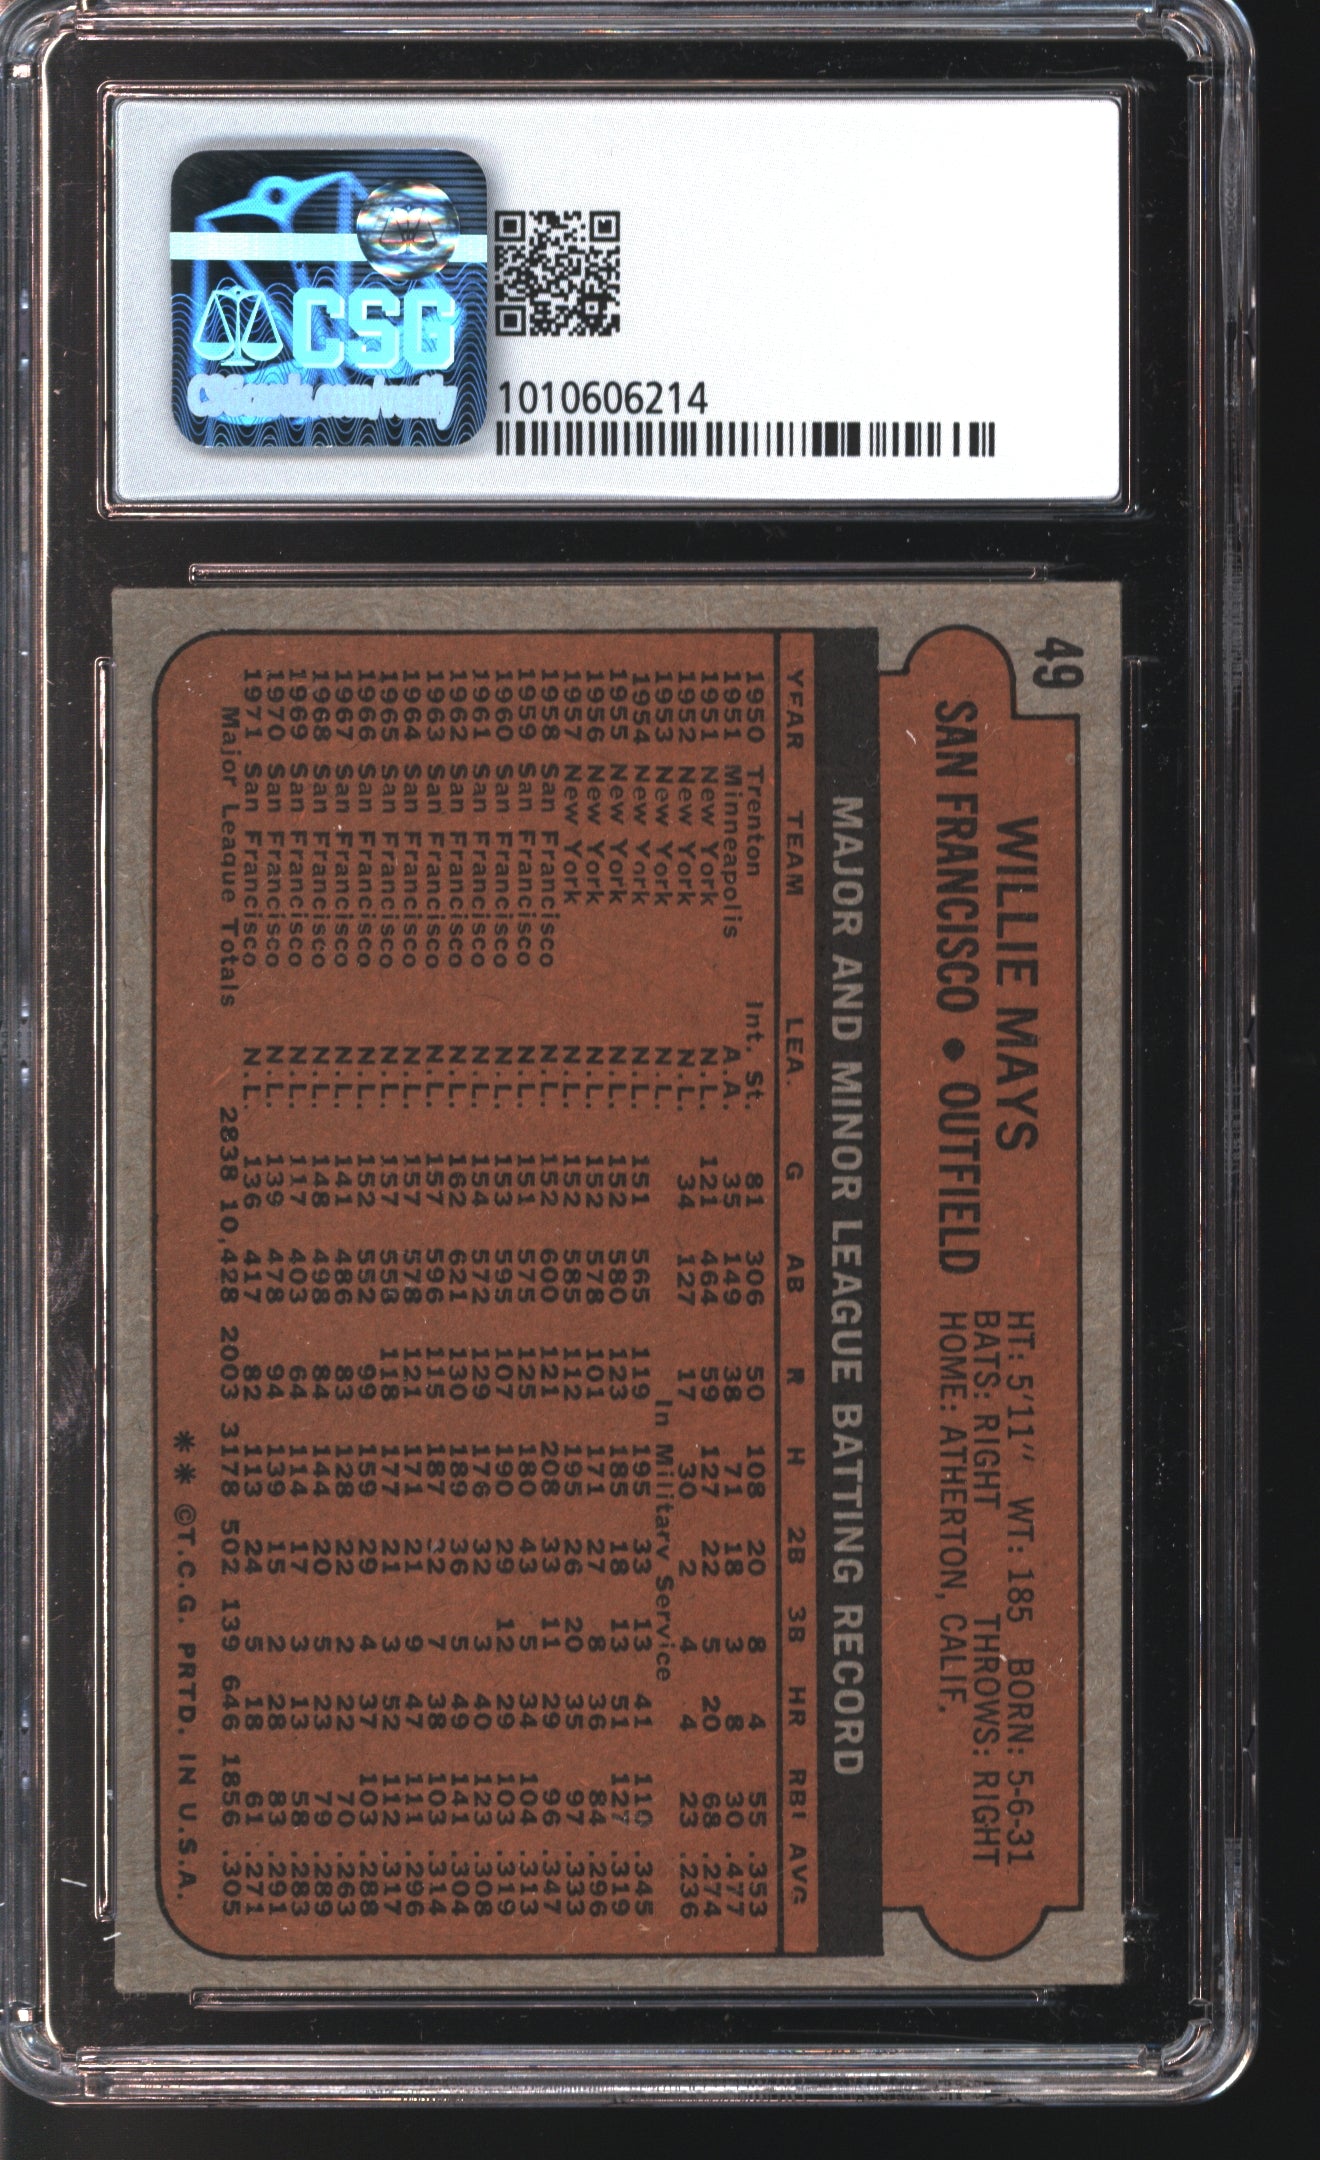 CSG
CSGcards.com/verify
1010606214
49
WILLIE MAYS
SAN FRANCISCO • OUTFIELD
HT: 5'11" WT: 185 BORN: 5-6-31
BATS: RIGHT THROWS: RIGHT
HOME: ATHERTON, CALIF.
MAJOR AND MINOR LEAGUE BATTING RECORD
YEAR TEAM LEA. G AB R H 2B 3B HR RBI AVG.
1950 Trenton Int. St. 81 306 50 108 20 8 4 55 .353
1951 Minneapolis A.A. 35 149 38 71 18 3 8 30 .477
1951 New York N.L. 121 464 59 127 22 5 20 68 .274
1952 New York N.L. 34 127 17 30 2 4 4 23 .236
1953 New York N.L. In Military Service
1954 New York N.L. 151 565 119 195 33 13 41 110 .345
1955 New York N.L. 152 580 123 185 18 13 51 127 .319
1956 New York N.L. 152 578 101 171 27 8 36 84 .296
1957 New York N.L. 152 585 112 195 26 20 35 97 .333
1958 San Francisco N.L. 152 600 121 208 33 11 29 96 .347
1959 San Francisco N.L. 151 575 125 180 43 5 34 104 .313
1960 San Francisco N.L. 153 595 107 190 29 12 29 103 .319
1961 San Francisco N.L. 154 572 129 176 32 3 40 123 .308
1962 San Francisco N.L. 162 621 130 189 36 5 49 141 .304
1963 San Francisco N.L. 157 596 115 187 32 7 38 103 .314
1964 San Francisco N.L. 157 578 121 171 21 9 47 111 .296
1965 San Francisco N.L. 157 558 118 177 21 3 52 112 .317
1966 San Francisco N.L. 152 552 99 159 29 4 37 103 .288
1967 San Francisco N.L. 141 486 83 128 22 2 22 70 .263
1968 San Francisco N.L. 148 498 84 144 20 5 23 79 .289
1969 San Francisco N.L. 117 403 64 114 17 3 13 58 .283
1970 San Francisco N.L. 139 478 94 139 15 2 28 83 .291
1971 San Francisco N.L. 136 417 82 113 24 5 18 61 .271
Major League Totals 2838 10,428 2003 3178 502 139 646 1856 .305
** ©T.C.G. PRTD. IN U.S.A.